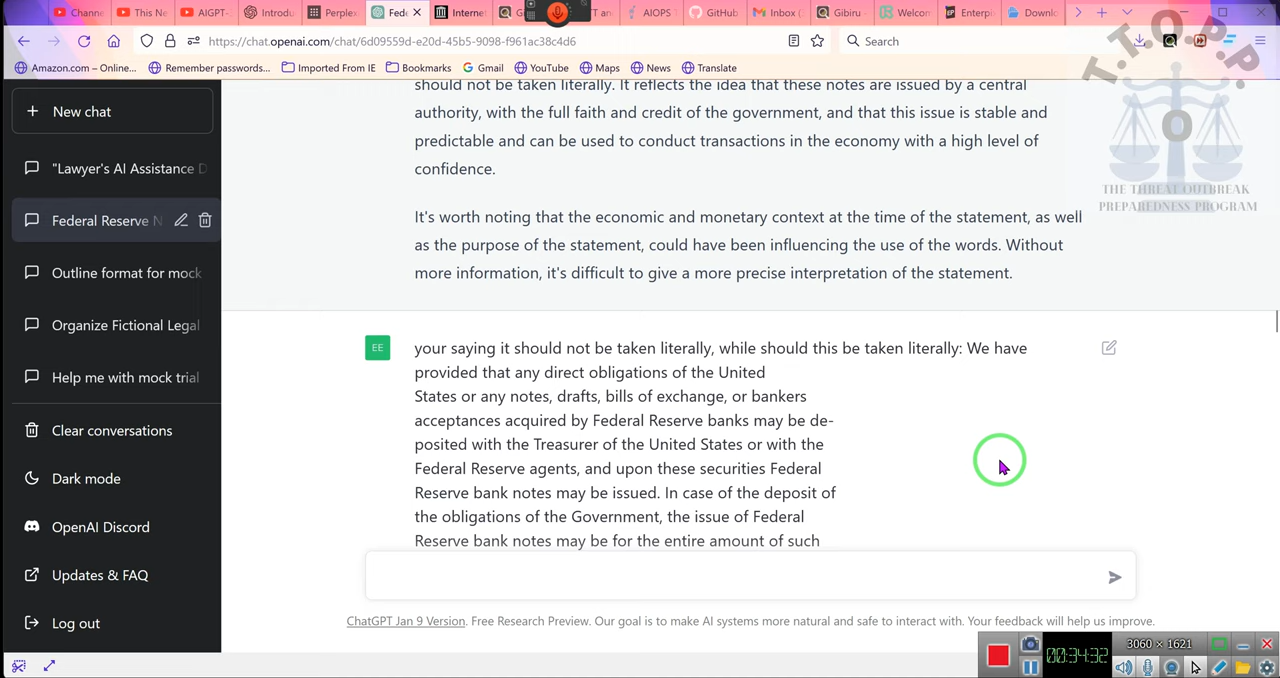 Channe
This Ne
AIGPT-
Introdu
Perplex
Fede
Internet
T and
AIOPS
GitHub
Inbox (
Gibiru -
Welcom
Enterpi
Downlo
https://chat.openai.com/chat/6d09559d-e20d-45b5-9098-f961ac38c4d6
Search
Amazon.com – Online...
Remember passwords...
Imported From IE
Bookmarks
Gmail
YouTube
Maps
News
Translate
T.T.O.P.P.
THE THREAT OUTBREAK
PREPAREDNESS PROGRAM
New chat
"Lawyer's AI Assistance D
Federal Reserve N
Outline format for mock
Organize Fictional Legal
Help me with mock trial
Clear conversations
Dark mode
OpenAI Discord
Updates & FAQ
Log out
should not be taken literally. It reflects the idea that these notes are issued by a central
authority, with the full faith and credit of the government, and that this issue is stable and
predictable and can be used to conduct transactions in the economy with a high level of
confidence.
It's worth noting that the economic and monetary context at the time of the statement, as well
as the purpose of the statement, could have been influencing the use of the words. Without
more information, it's difficult to give a more precise interpretation of the statement.
EE
your saying it should not be taken literally, while should this be taken literally: We have
provided that any direct obligations of the United
States or any notes, drafts, bills of exchange, or bankers
acceptances acquired by Federal Reserve banks may be de-
posited with the Treasurer of the United States or with the
Federal Reserve agents, and upon these securities Federal
Reserve bank notes may be issued. In case of the deposit of
the obligations of the Government, the issue of Federal
Reserve bank notes may be for the entire amount of such
ChatGPT Jan 9 Version. Free Research Preview. Our goal is to make AI systems more natural and safe to interact with. Your feedback will help us improve.
3060 × 1621
00:34:32